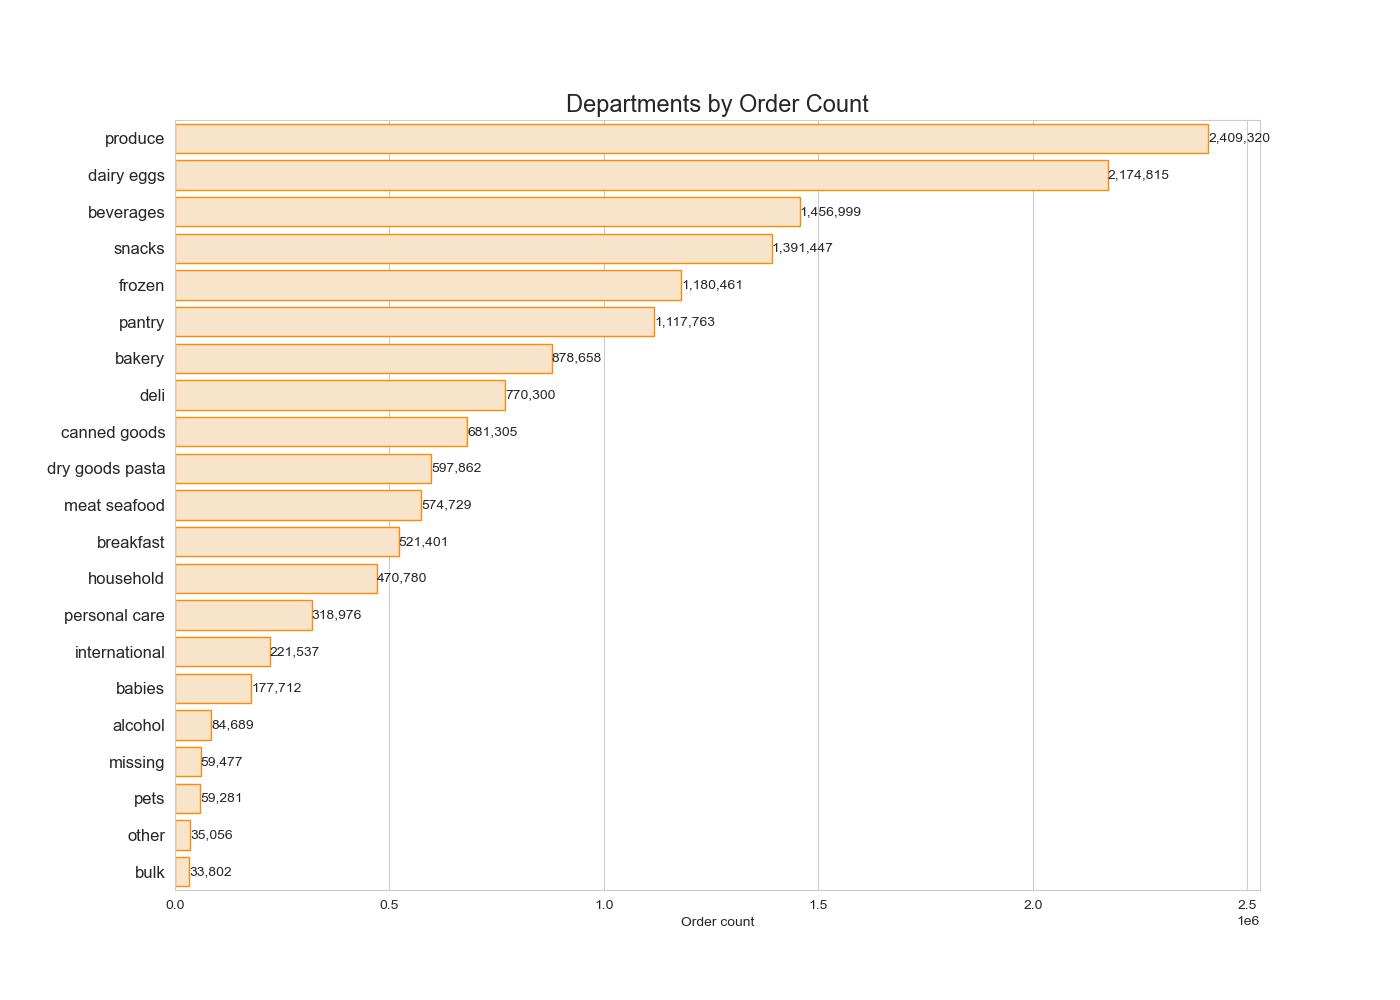 Departments by Order Count
produce 2,409,320
dairy eggs 2,174,815
beverages 1,456,999
snacks 1,391,447
frozen 1,180,461
pantry 1,117,763
bakery 878,658
deli 770,300
canned goods 681,305
dry goods pasta 597,862
meat seafood 574,729
breakfast 521,401
household 470,780
personal care 318,976
international 221,537
babies 177,712
alcohol 84,689
missing 59,477
pets 59,281
other 35,056
bulk 33,802
0.0 0.5 1.0 1.5 2.0 2.5
Order count 1e6